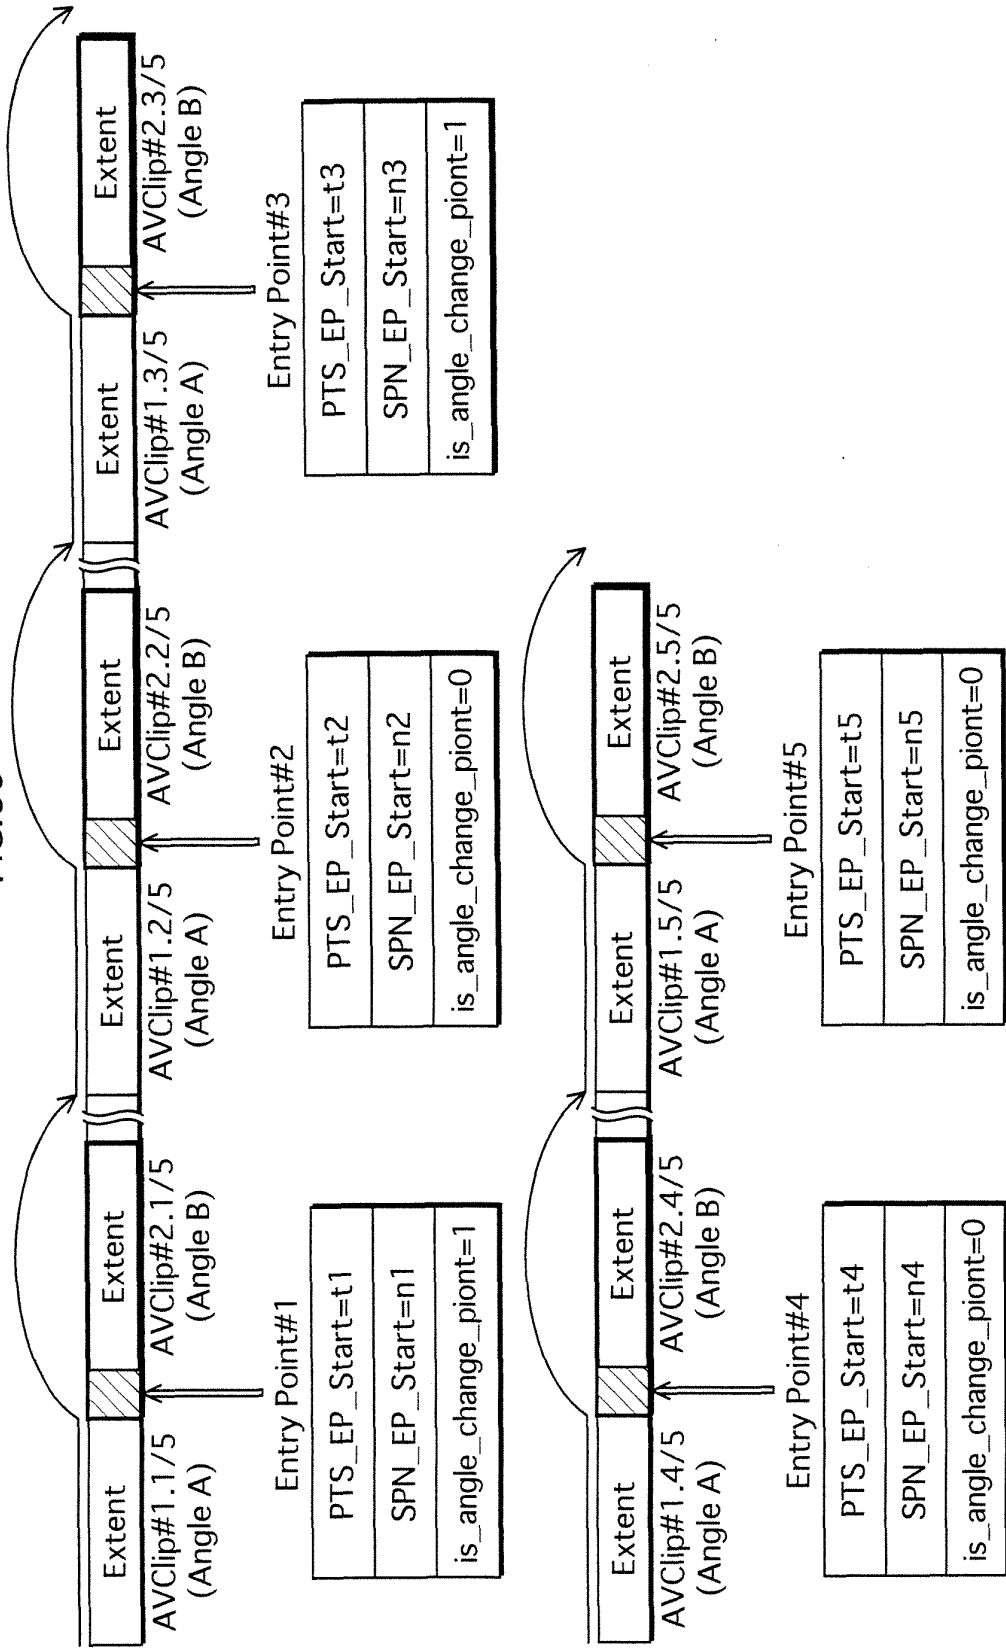 Extent
Extent
Extent
Extent
Extent
Extent
AVClip#1.1/5
(Angle A)
AVClip#2.1/5
(Angle B)
AVClip#1.2/5
(Angle A)
AVClip#2.2/5
(Angle B)
AVClip#1.3/5
(Angle A)
AVClip#2.3/5
(Angle B)
Entry Point#1
PTS_EP_Start=t1
SPN_EP_Start=n1
is_angle_change_piont=1
Entry Point#2
PTS_EP_Start=t2
SPN_EP_Start=n2
is_angle_change_piont=0
Entry Point#3
PTS_EP_Start=t3
SPN_EP_Start=n3
is_angle_change_piont=1
Extent
Extent
Extent
Extent
AVClip#1.4/5
(Angle A)
AVClip#2.4/5
(Angle B)
AVClip#1.5/5
(Angle A)
AVClip#2.5/5
(Angle B)
Entry Point#4
PTS_EP_Start=t4
SPN_EP_Start=n4
is_angle_change_piont=0
Entry Point#5
PTS_EP_Start=t5
SPN_EP_Start=n5
is_angle_change_piont=0